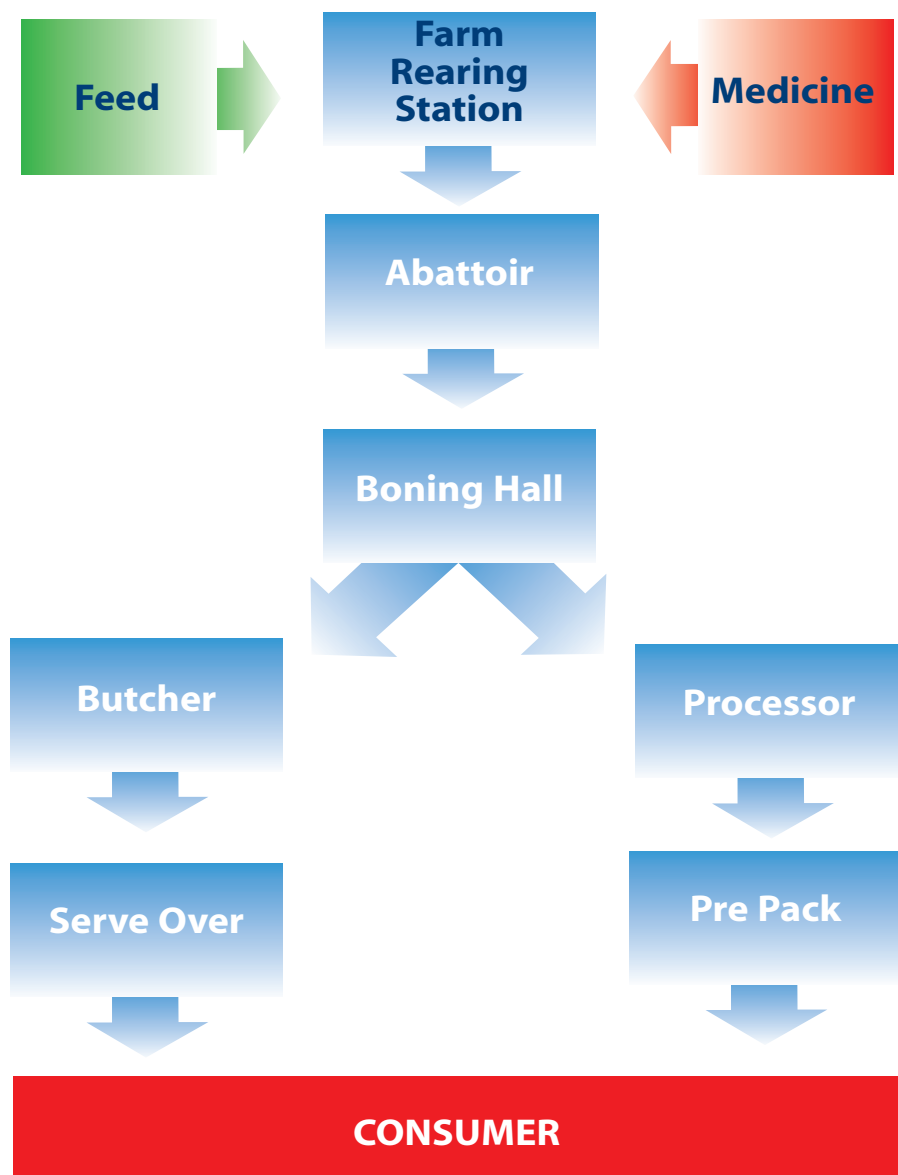 Feed
Farm
Rearing
Station
Medicine
Abattoir
Boning Hall
Butcher
Processor
Serve Over
Pre Pack
CONSUMER